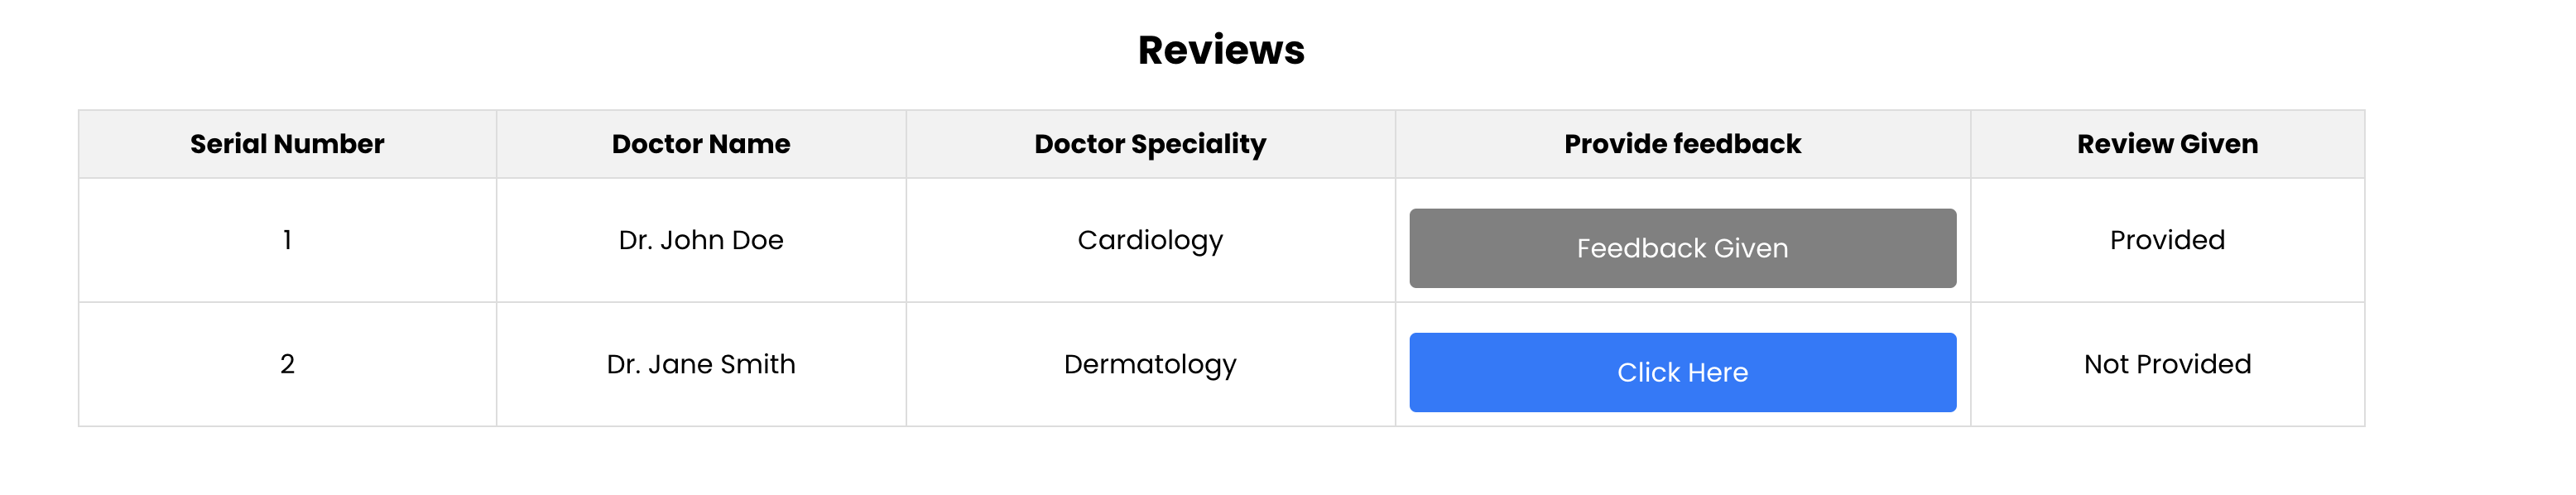 Reviews
Serial Number Doctor Name Doctor Speciality Provide feedback Review Given
1 Dr. John Doe Cardiology Feedback Given Provided
2 Dr. Jane Smith Dermatology Click Here Not Provided